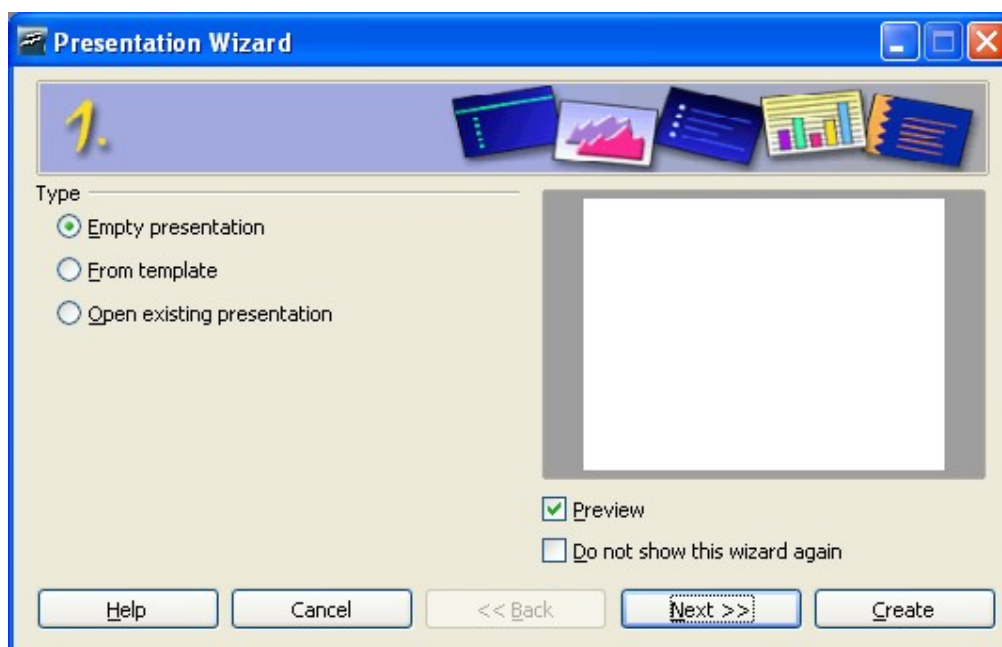 Presentation Wizard
1.
Type
Empty presentation
From template
Open existing presentation
Preview
Do not show this wizard again
Help Cancel << Back Next >> Create